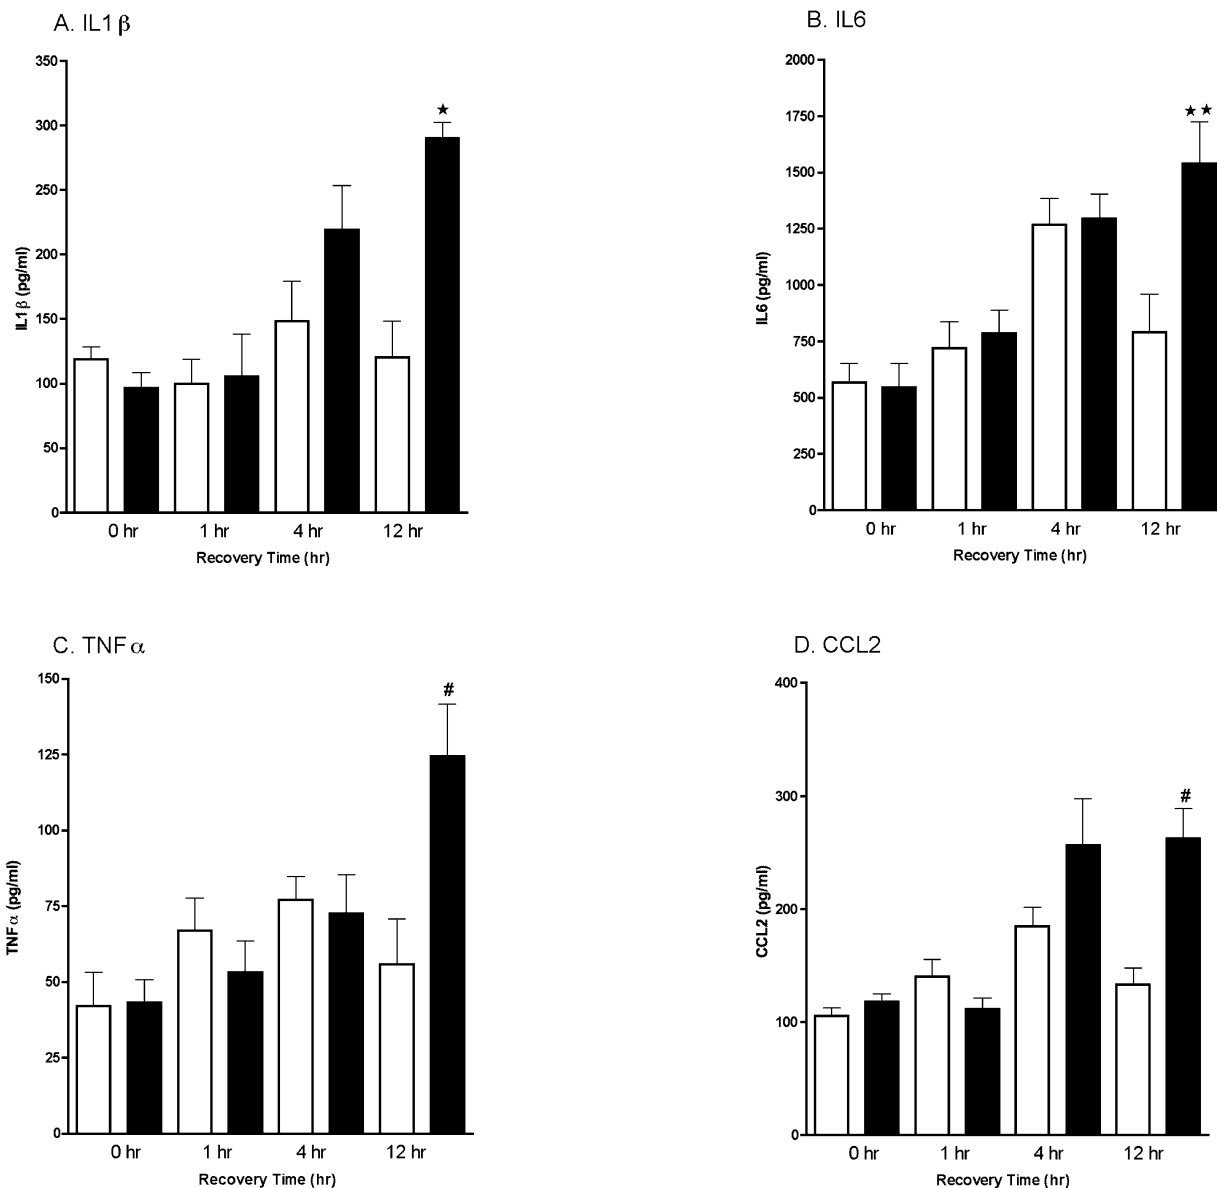 A. IL1β
350
300
250
200
150
100
50
0
IL1β (pg/ml)
★
0 hr 1 hr 4 hr 12 hr
Recovery Time (hr)
B. IL6
2000
1750
1500
1250
1000
750
500
250
0
IL6 (pg/ml)
★★
0 hr 1 hr 4 hr 12 hr
Recovery Time (hr)
C. TNFα
150
125
100
75
50
25
0
TNFα (pg/ml)
#
0 hr 1 hr 4 hr 12 hr
Recovery Time (hr)
D. CCL2
400
300
200
100
0
CCL2 (pg/ml)
#
0 hr 1 hr 4 hr 12 hr
Recovery Time (hr)